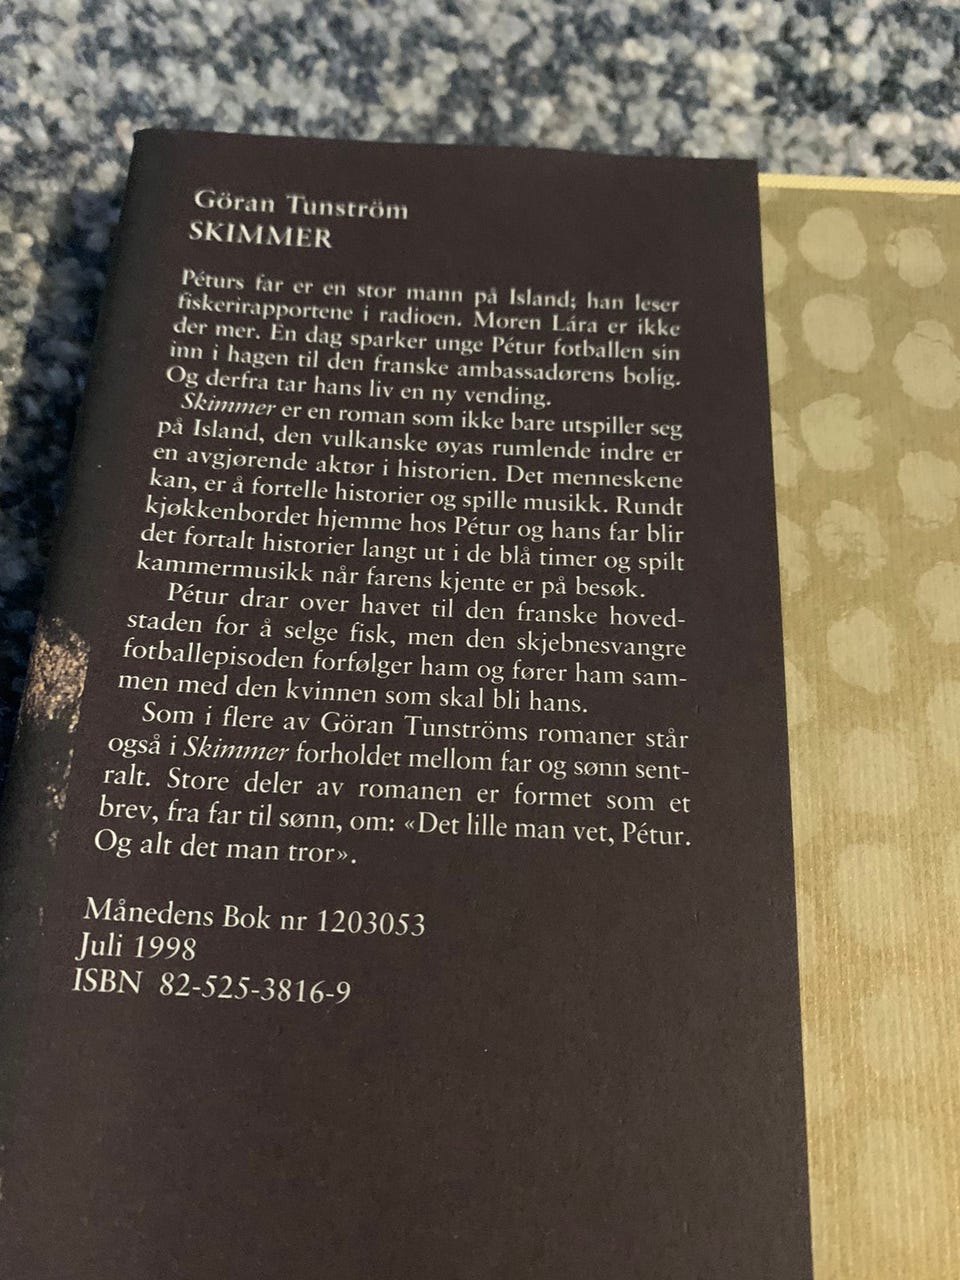 Göran Tunström
SKIMMER
Péturs far er en stor mann på Island; han leser
fiskerirapportene i radioen. Moren Lára er ikke
der mer. En dag sparker unge Pétur fotballen sin
inn i hagen til den franske ambassadørens bolig.
Og derfra tar hans liv en ny vending.
Skimmer er en roman som ikke bare utspiller seg
på Island, den vulkanske øyas rumlende indre er
en avgjørende aktør i historien. Det menneskene
kan, er å fortelle historier og spille musikk. Rundt
kjøkkenbordet hjemme hos Pétur og hans far blir
det fortalt historier langt ut i de blå timer og spilt
kammermusikk når farens kjente er på besøk.
Pétur drar over havet til den franske hoved-
staden for å selge fisk, men den skjebnesvangre
fotballepisoden forfølger ham og fører ham sam-
men med den kvinnen som skal bli hans.
Som i flere av Göran Tunströms romaner står
også i Skimmer forholdet mellom far og sønn sent-
ralt. Store deler av romanen er formet som et
brev, fra far til sønn, om: «Det lille man vet, Pétur.
Og alt det man tror».
Månedens Bok nr 1203053
Juli 1998
ISBN 82-525-3816-9